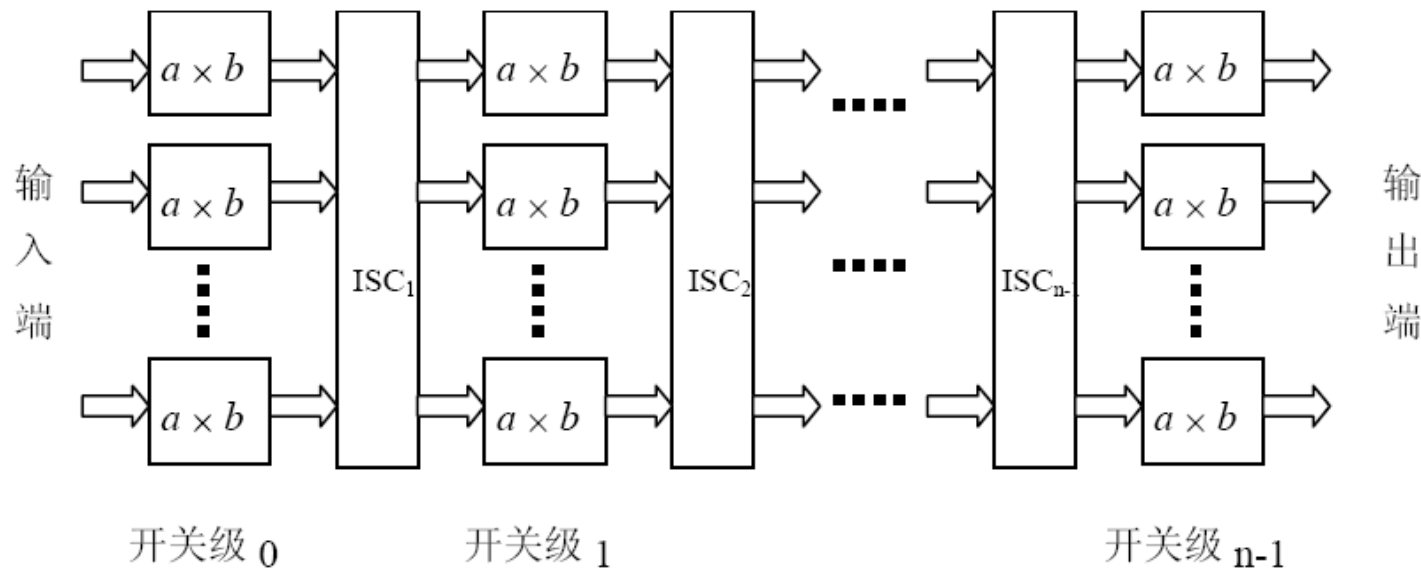 a × b a × b a × b
a × b a × b a × b
输入端
ISC1 ISC2 ISCn-1
输出端
a × b a × b a × b
开关级 0 开关级 1 开关级 n-1